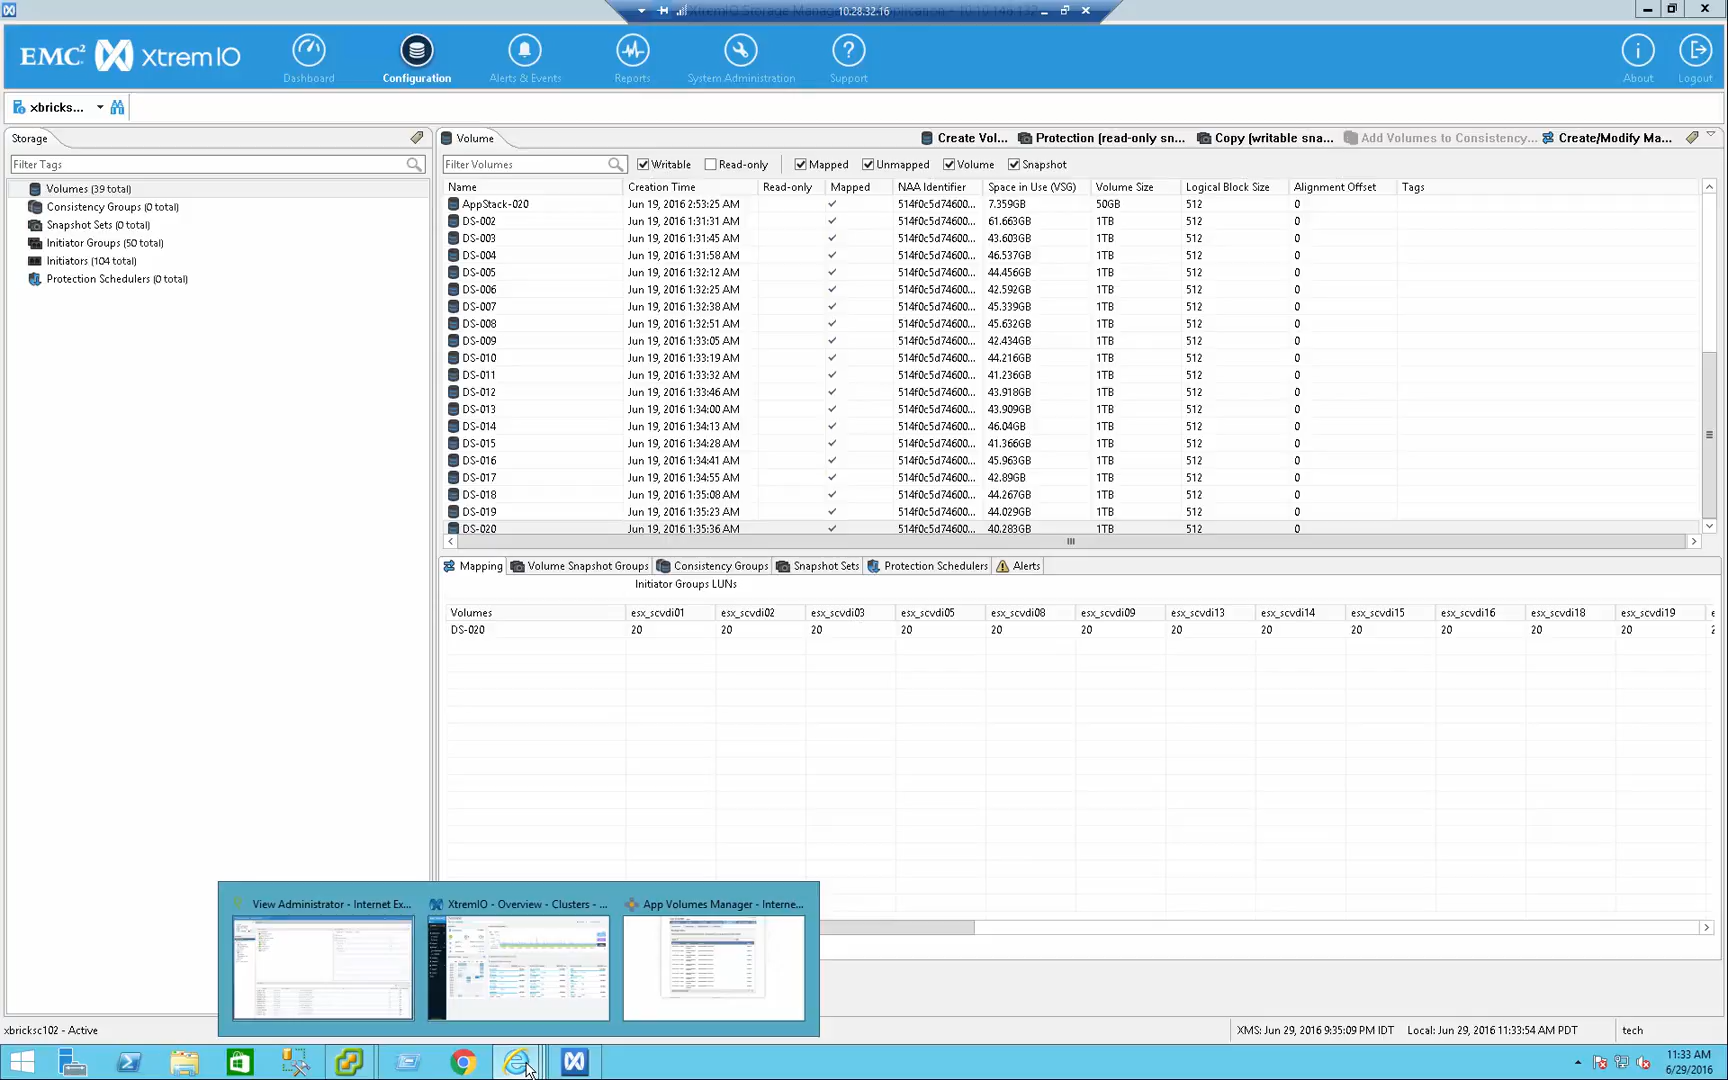 10.28.32.16
EMC² XtremIO
Dashboard
Configuration
Alerts & Events
Reports
System Administration
Support
About
Logout
xbricks...
Storage
Filter Tags
Volumes (39 total)
Consistency Groups (0 total)
Snapshot Sets (0 total)
Initiator Groups (50 total)
Initiators (104 total)
Protection Schedulers (0 total)
Volume
Create Vol... Protection (read-only sn... Copy (writable sna... Add Volumes to Consistency... Create/Modify Ma...
Filter Volumes Writable Read-only Mapped Unmapped Volume Snapshot
Name Creation Time Read-only Mapped NAA Identifier Space in Use (VSG) Volume Size Logical Block Size Alignment Offset Tags
AppStack-020 Jun 19, 2016 2:53:25 AM 514f0c5d74600... 7.359GB 50GB 512 0
DS-002 Jun 19, 2016 1:31:31 AM 514f0c5d74600... 61.663GB 1TB 512 0
DS-003 Jun 19, 2016 1:31:45 AM 514f0c5d74600... 43.603GB 1TB 512 0
DS-004 Jun 19, 2016 1:31:58 AM 514f0c5d74600... 46.537GB 1TB 512 0
DS-005 Jun 19, 2016 1:32:12 AM 514f0c5d74600... 44.456GB 1TB 512 0
DS-006 Jun 19, 2016 1:32:25 AM 514f0c5d74600... 42.592GB 1TB 512 0
DS-007 Jun 19, 2016 1:32:38 AM 514f0c5d74600... 45.339GB 1TB 512 0
DS-008 Jun 19, 2016 1:32:51 AM 514f0c5d74600... 45.632GB 1TB 512 0
DS-009 Jun 19, 2016 1:33:05 AM 514f0c5d74600... 42.434GB 1TB 512 0
DS-010 Jun 19, 2016 1:33:19 AM 514f0c5d74600... 44.216GB 1TB 512 0
DS-011 Jun 19, 2016 1:33:32 AM 514f0c5d74600... 41.236GB 1TB 512 0
DS-012 Jun 19, 2016 1:33:46 AM 514f0c5d74600... 43.918GB 1TB 512 0
DS-013 Jun 19, 2016 1:34:00 AM 514f0c5d74600... 43.909GB 1TB 512 0
DS-014 Jun 19, 2016 1:34:13 AM 514f0c5d74600... 46.04GB 1TB 512 0
DS-015 Jun 19, 2016 1:34:28 AM 514f0c5d74600... 41.366GB 1TB 512 0
DS-016 Jun 19, 2016 1:34:41 AM 514f0c5d74600... 45.963GB 1TB 512 0
DS-017 Jun 19, 2016 1:34:55 AM 514f0c5d74600... 42.89GB 1TB 512 0
DS-018 Jun 19, 2016 1:35:08 AM 514f0c5d74600... 44.267GB 1TB 512 0
DS-019 Jun 19, 2016 1:35:23 AM 514f0c5d74600... 44.029GB 1TB 512 0
DS-020 Jun 19, 2016 1:35:36 AM 514f0c5d74600... 40.283GB 1TB 512 0
Mapping Volume Snapshot Groups Consistency Groups Snapshot Sets Protection Schedulers Alerts
Initiator Groups LUNs
Volumes esx_scvdi01 esx_scvdi02 esx_scvdi03 esx_scvdi05 esx_scvdi08 esx_scvdi09 esx_scvdi13 esx_scvdi14 esx_scvdi15 esx_scvdi16 esx_scvdi18 esx_scvdi19
DS-020 20 20 20 20 20 20 20 20 20 20 20 20
View Administrator - Internet Ex... XtremIO - Overview - Clusters - ... App Volumes Manager - Interne...
xbricksc102 - Active
XMS: Jun 29, 2016 9:35:09 PM IDT Local: Jun 29, 2016 11:33:54 AM PDT tech
11:33 AM
6/29/2016